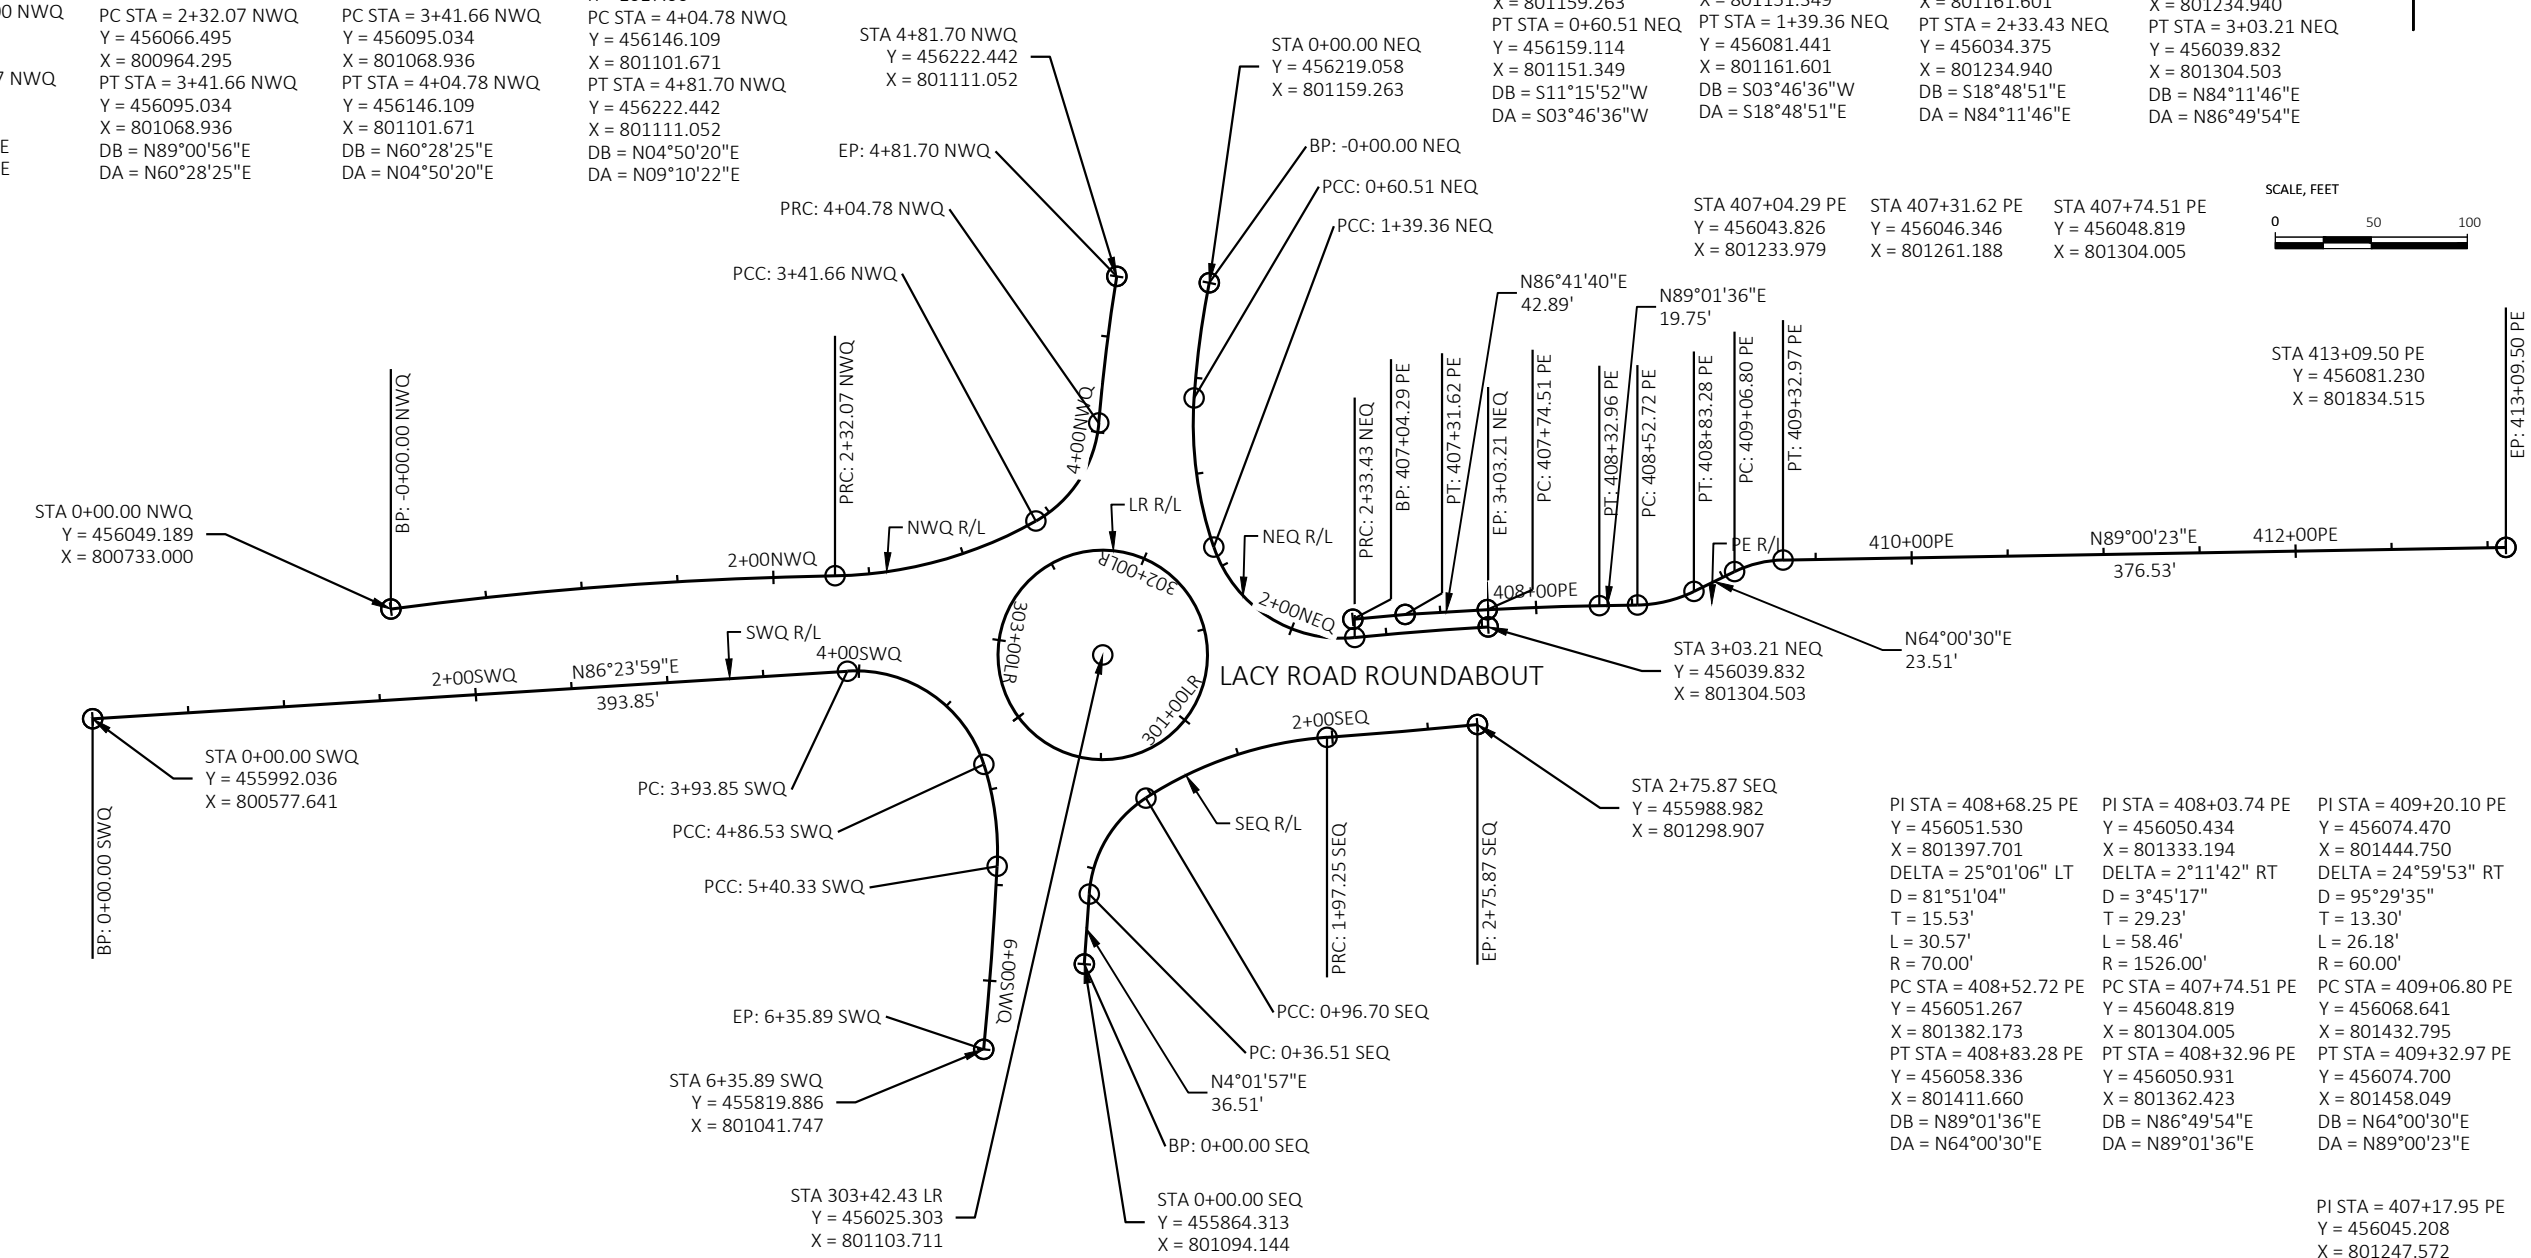 00 NWQ
7 NWQ
E
E
PC STA = 2+32.07 NWQ
Y = 456066.495
X = 800964.295
PT STA = 3+41.66 NWQ
Y = 456095.034
X = 801068.936
DB = N89°00'56"E
DA = N60°28'25"E
PC STA = 3+41.66 NWQ
Y = 456095.034
X = 801068.936
PT STA = 4+04.78 NWQ
Y = 456146.109
X = 801101.671
DB = N60°28'25"E
DA = N04°50'20"E
PC STA = 4+04.78 NWQ
Y = 456146.109
X = 801101.671
PT STA = 4+81.70 NWQ
Y = 456222.442
X = 801111.052
DB = N04°50'20"E
DA = N09°10'22"E
STA 4+81.70 NWQ
Y = 456222.442
X = 801111.052
EP: 4+81.70 NWQ
PRC: 4+04.78 NWQ
PCC: 3+41.66 NWQ
STA 0+00.00 NEQ
Y = 456219.058
X = 801159.263
BP: -0+00.00 NEQ
PCC: 0+60.51 NEQ
PCC: 1+39.36 NEQ
X = 801159.263
PT STA = 0+60.51 NEQ
Y = 456159.114
X = 801151.349
DB = S11°15'52"W
DA = S03°46'36"W
X = 801151.349
PT STA = 1+39.36 NEQ
Y = 456081.441
X = 801161.601
DB = S03°46'36"W
DA = S18°48'51"E
X = 801161.601
PT STA = 2+33.43 NEQ
Y = 456034.375
X = 801234.940
DB = S18°48'51"E
DA = N84°11'46"E
X = 801234.940
PT STA = 3+03.21 NEQ
Y = 456039.832
X = 801304.503
DB = N84°11'46"E
DA = N86°49'54"E
STA 407+04.29 PE
Y = 456043.826
X = 801233.979
STA 407+31.62 PE
Y = 456046.346
X = 801261.188
STA 407+74.51 PE
Y = 456048.819
X = 801304.005
SCALE, FEET
0 50 100
N86°41'40"E
42.89'
N89°01'36"E
19.75'
STA 413+09.50 PE
Y = 456081.230
X = 801834.515
BP: -0+00.00 NWQ
PRC: 2+32.07 NWQ
4+00NWQ
PRC: 2+33.43 NEQ
BP: 407+04.29 PE
PT: 407+31.62 PE
EP: 3+03.21 NEQ
PC: 407+74.51 PE
PT: 408+32.96 PE
PC: 408+52.72 PE
PT: 408+83.28 PE
PC: 409+06.80 PE
PT: 409+32.97 PE
EP: 413+09.50 PE
STA 0+00.00 NWQ
Y = 456049.189
X = 800733.000
2+00NWQ
NWQ R/L
LR R/L
NEQ R/L
PE R/L
410+00PE
N89°00'23"E
376.53'
412+00PE
2+00NEQ
408+00PE
302+00LR
303+00LR
301+00LR
SWQ R/L
4+00SWQ
2+00SWQ
N86°23'59"E
393.85'
LACY ROAD ROUNDABOUT
STA 3+03.21 NEQ
Y = 456039.832
X = 801304.503
N64°00'30"E
23.51'
STA 0+00.00 SWQ
Y = 455992.036
X = 800577.641
BP: 0+00.00 SWQ
PC: 3+93.85 SWQ
PCC: 4+86.53 SWQ
PCC: 5+40.33 SWQ
6+00SWQ
EP: 6+35.89 SWQ
STA 6+35.89 SWQ
Y = 455819.886
X = 801041.747
2+00SEQ
SEQ R/L
PRC: 1+97.25 SEQ
EP: 2+75.87 SEQ
STA 2+75.87 SEQ
Y = 455988.982
X = 801298.907
PCC: 0+96.70 SEQ
PC: 0+36.51 SEQ
N4°01'57"E
36.51'
BP: 0+00.00 SEQ
STA 303+42.43 LR
Y = 456025.303
X = 801103.711
STA 0+00.00 SEQ
Y = 455864.313
X = 801094.144
PI STA = 408+68.25 PE
Y = 456051.530
X = 801397.701
DELTA = 25°01'06" LT
D = 81°51'04"
T = 15.53'
L = 30.57'
R = 70.00'
PC STA = 408+52.72 PE
Y = 456051.267
X = 801382.173
PT STA = 408+83.28 PE
Y = 456058.336
X = 801411.660
DB = N89°01'36"E
DA = N64°00'30"E
PI STA = 408+03.74 PE
Y = 456050.434
X = 801333.194
DELTA = 2°11'42" RT
D = 3°45'17"
T = 29.23'
L = 58.46'
R = 1526.00'
PC STA = 407+74.51 PE
Y = 456048.819
X = 801304.005
PT STA = 408+32.96 PE
Y = 456050.931
X = 801362.423
DB = N86°49'54"E
DA = N89°01'36"E
PI STA = 409+20.10 PE
Y = 456074.470
X = 801444.750
DELTA = 24°59'53" RT
D = 95°29'35"
T = 13.30'
L = 26.18'
R = 60.00'
PC STA = 409+06.80 PE
Y = 456068.641
X = 801432.795
PT STA = 409+32.97 PE
Y = 456074.700
X = 801458.049
DB = N64°00'30"E
DA = N89°00'23"E
PI STA = 407+17.95 PE
Y = 456045.208
X = 801247.572